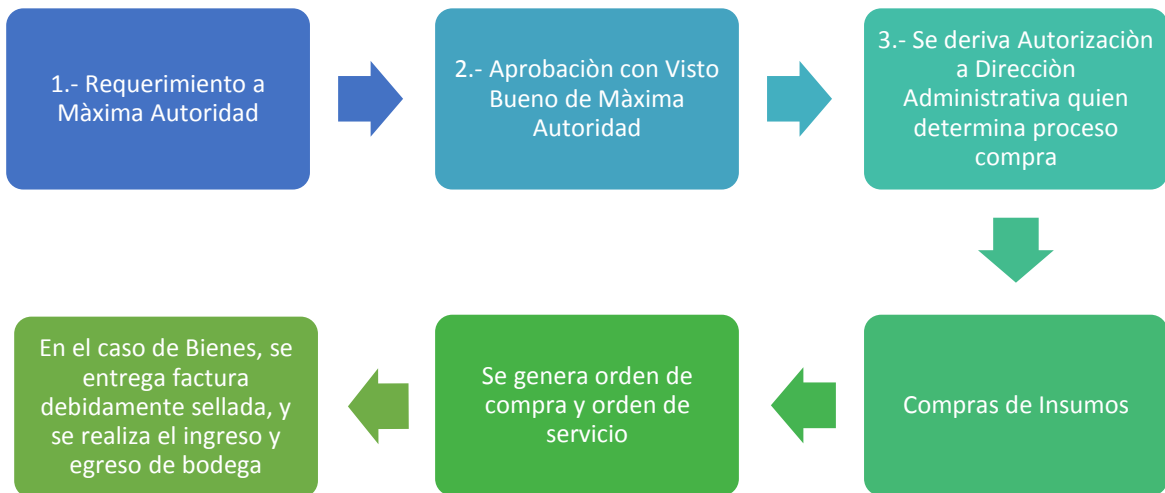 1.- Requerimiento a
Màxima Autoridad
2.- Aprobaciòn con Visto
Bueno de Màxima
Autoridad
3.- Se deriva Autorizaciòn
a Direcciòn
Administrativa quien
determina proceso
compra
Compras de Insumos
Se genera orden de
compra y orden de
servicio
En el caso de Bienes, se
entrega factura
debidamente sellada, y
se realiza el ingreso y
egreso de bodega